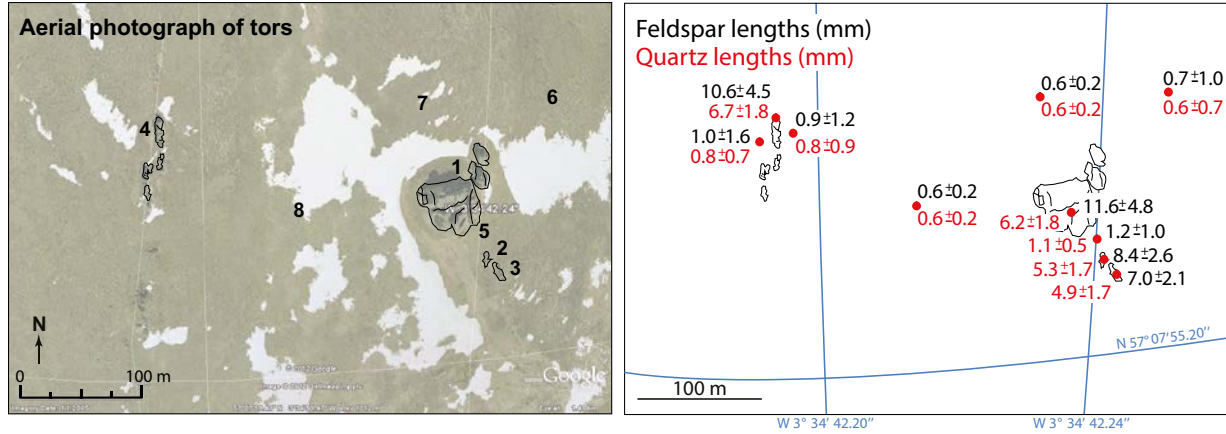 Aerial photograph of tors
6
7
4
1
8
5
2
3
N
0
100 m
Google
Feldspar lengths (mm)
Quartz lengths (mm)
0.6±0.2
0.6±0.2
0.7±1.0
0.6±0.7
10.6±4.5
6.7±1.8
0.9±1.2
0.8±0.9
1.0±1.6
0.8±0.7
0.6±0.2
0.6±0.2
11.6±4.8
6.2±1.8
1.2±1.0
1.1±0.5
8.4±2.6
5.3±1.7
7.0±2.1
4.9±1.7
N 57° 07′ 55.20″
100 m
W 3° 34′ 42.20″
W 3° 34′ 42.24″